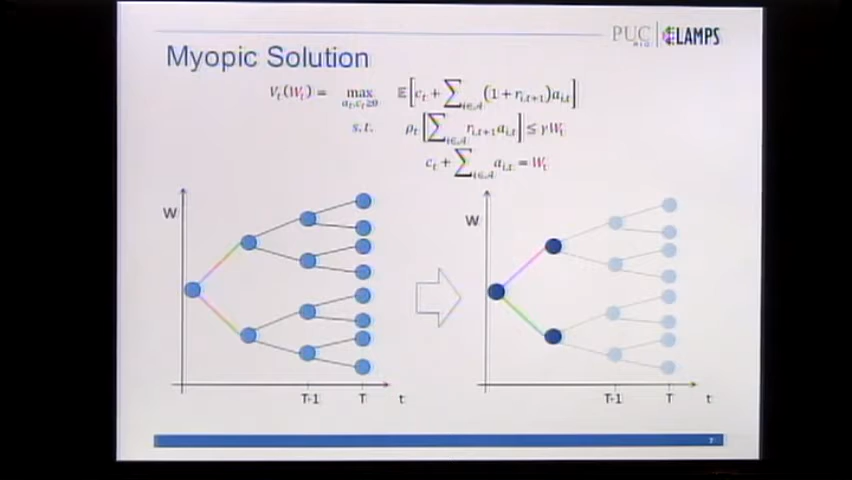 PUC RIO LAMPS
Myopic Solution
V_t(W_t) = max_{a_t,c_t≥0} 𝔼[c_t + ∑_{i∈A} (1 + r_{i,t+1})a_{i,t}]
s.t. ρ_t[∑_{i∈A} r_{i,t+1}a_{i,t}] ≤ γW_t
c_t + ∑_{i∈A} a_{i,t} = W_t
W W
T-1 T t T-1 T t
7